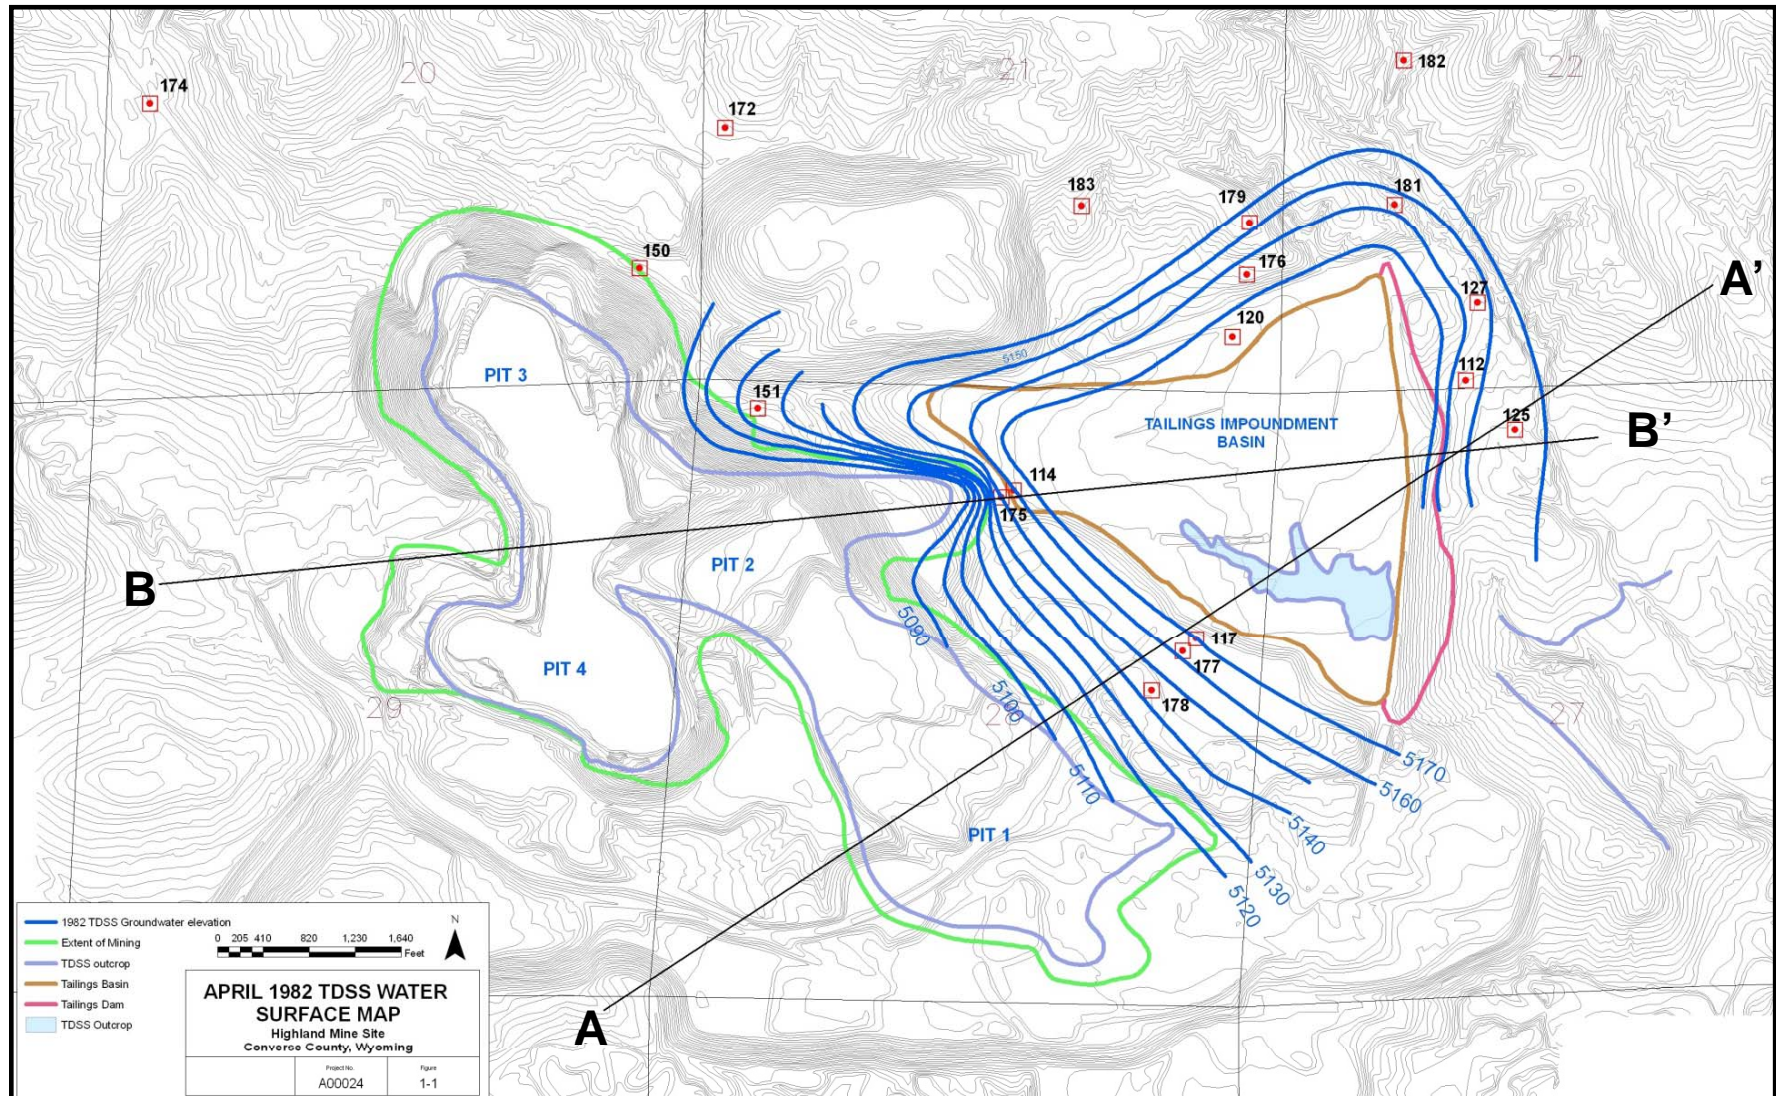 174
20
172
21
182
22
183
179
181
150
176
A'
127
120
5150
PIT 3
112
151
125
B'
TAILINGS IMPOUNDMENT
BASIN
114
175
PIT 2
B
5090
117
177
PIT 4
178
5100
29
28
27
5170
5110
5160
PIT 1
5140
5130
5120
A
1982 TDSS Groundwater elevation
Extent of Mining
TDSS outcrop
Tailings Basin
Tailings Dam
TDSS Outcrop
0 205 410 820 1,230 1,640
Feet
N
APRIL 1982 TDSS WATER
SURFACE MAP
Highland Mine Site
Converse County, Wyoming
Project No.
A00024
Figure
1-1